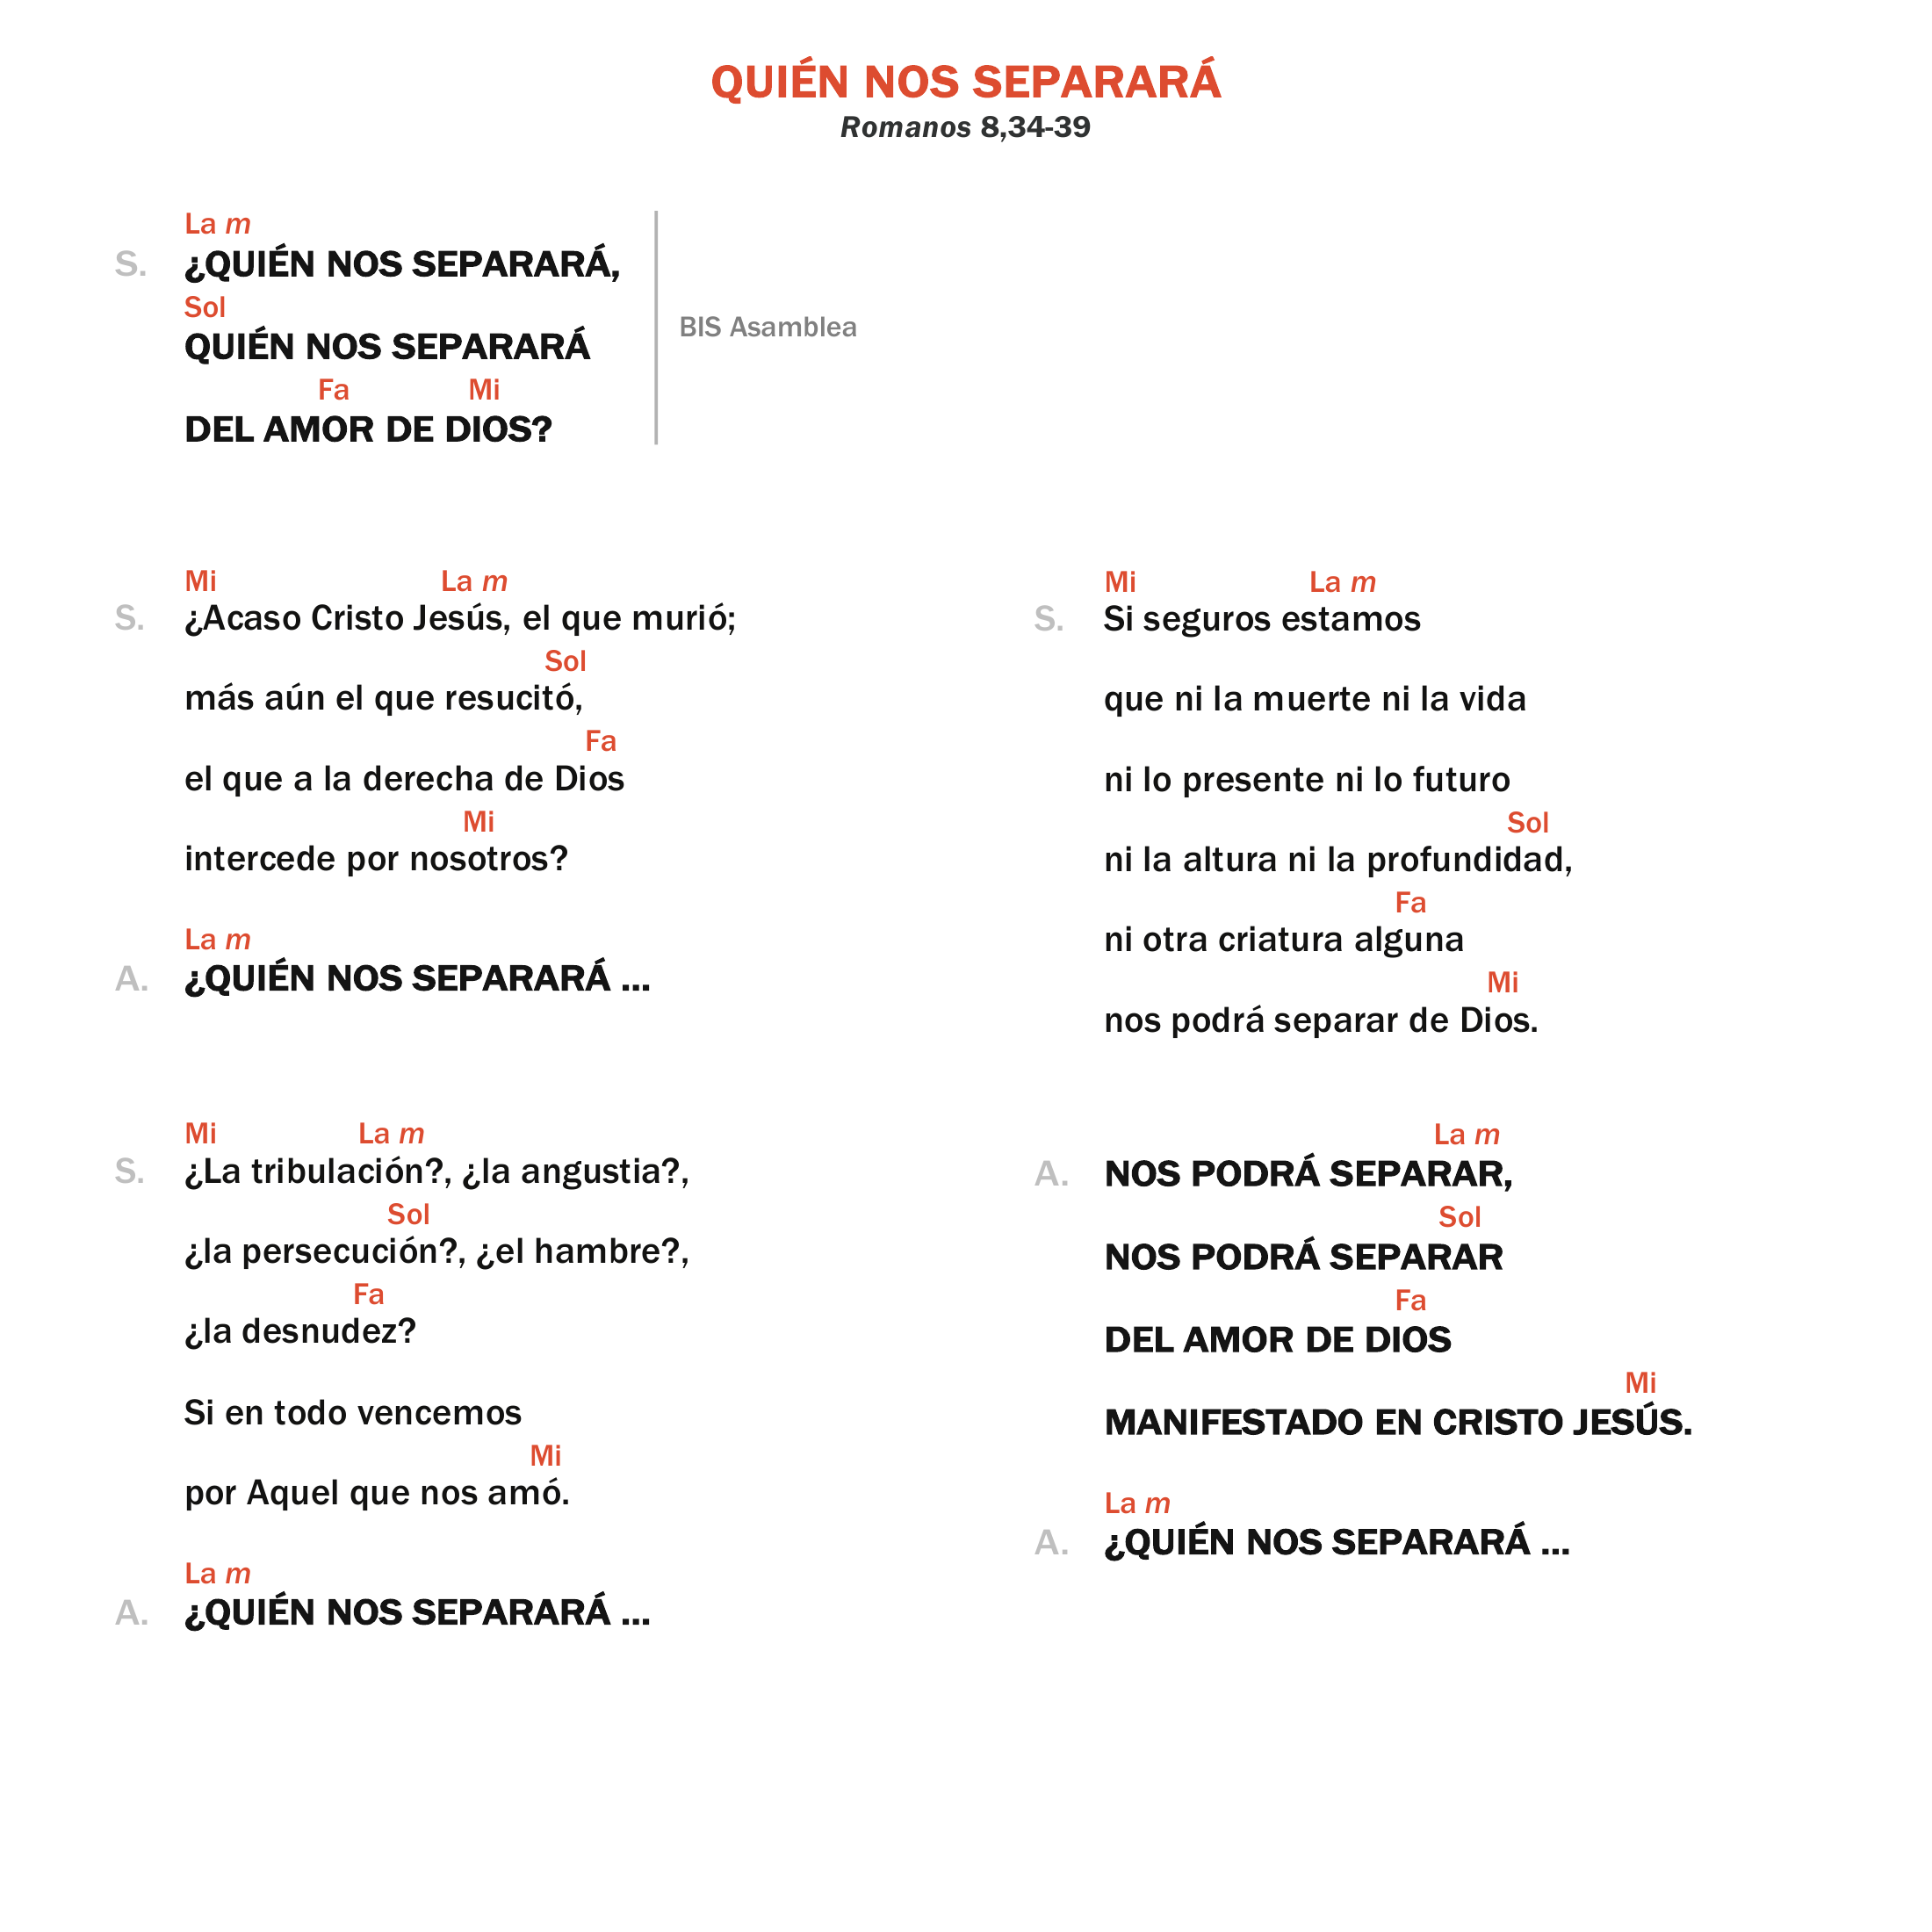 QUIÉN NOS SEPARARÁ
Romanos 8,34-39
La m
S. ¿QUIÉN NOS SEPARARÁ,
Sol
QUIÉN NOS SEPARARÁ
Fa Mi
DEL AMOR DE DIOS?
BIS Asamblea
Mi La m
S. ¿Acaso Cristo Jesús, el que murió;
Sol
más aún el que resucitó,
Fa
el que a la derecha de Dios
Mi
intercede por nosotros?
La m
A. ¿QUIÉN NOS SEPARARÁ ...
Mi La m
S. ¿La tribulación?, ¿la angustia?,
Sol
¿la persecución?, ¿el hambre?,
Fa
¿la desnudez?
Si en todo vencemos
Mi
por Aquel que nos amó.
La m
A. ¿QUIÉN NOS SEPARARÁ ...
Mi La m
S. Si seguros estamos
que ni la muerte ni la vida
ni lo presente ni lo futuro
Sol
ni la altura ni la profundidad,
Fa
ni otra criatura alguna
Mi
nos podrá separar de Dios.
La m
A. NOS PODRÁ SEPARAR,
Sol
NOS PODRÁ SEPARAR
Fa
DEL AMOR DE DIOS
Mi
MANIFESTADO EN CRISTO JESÚS.
La m
A. ¿QUIÉN NOS SEPARARÁ ...